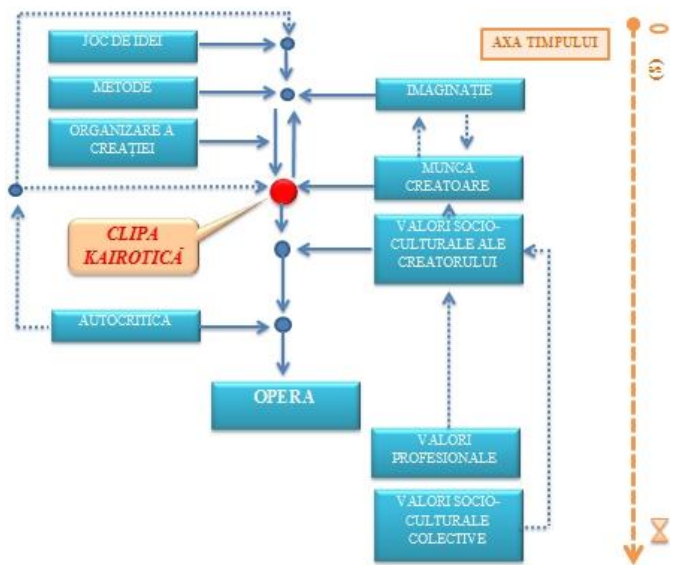 JOC DE IDEI
AXA TIMPULUI
0
(s)
METODE
IMAGINAȚIE
ORGANIZARE A
CREAȚIEI
MUNCA
CREATOARE
CLIPA
KAIROTICĂ
VALORI SOCIO-
CULTURALE ALE
CREATORULUI
AUTOCRITICA
OPERA
VALORI
PROFESIONALE
VALORI SOCIO-
CULTURALE
COLECTIVE